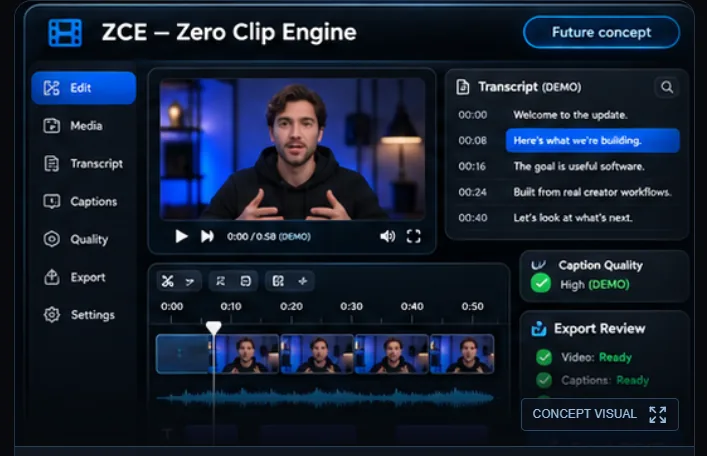 ZCE – Zero Clip Engine
Future concept
Edit
Media
Transcript
Captions
Quality
Export
Settings
0:00 / 0:58 (DEMO)
Transcript (DEMO)
00:00 Welcome to the update.
00:08 Here's what we're building.
00:16 The goal is useful software.
00:24 Built from real creator workflows.
00:40 Let's look at what's next.
0:00 0:10 0:20 0:30 0:40 0:50
Caption Quality
High (DEMO)
Export Review
Video: Ready
Captions: Ready
CONCEPT VISUAL